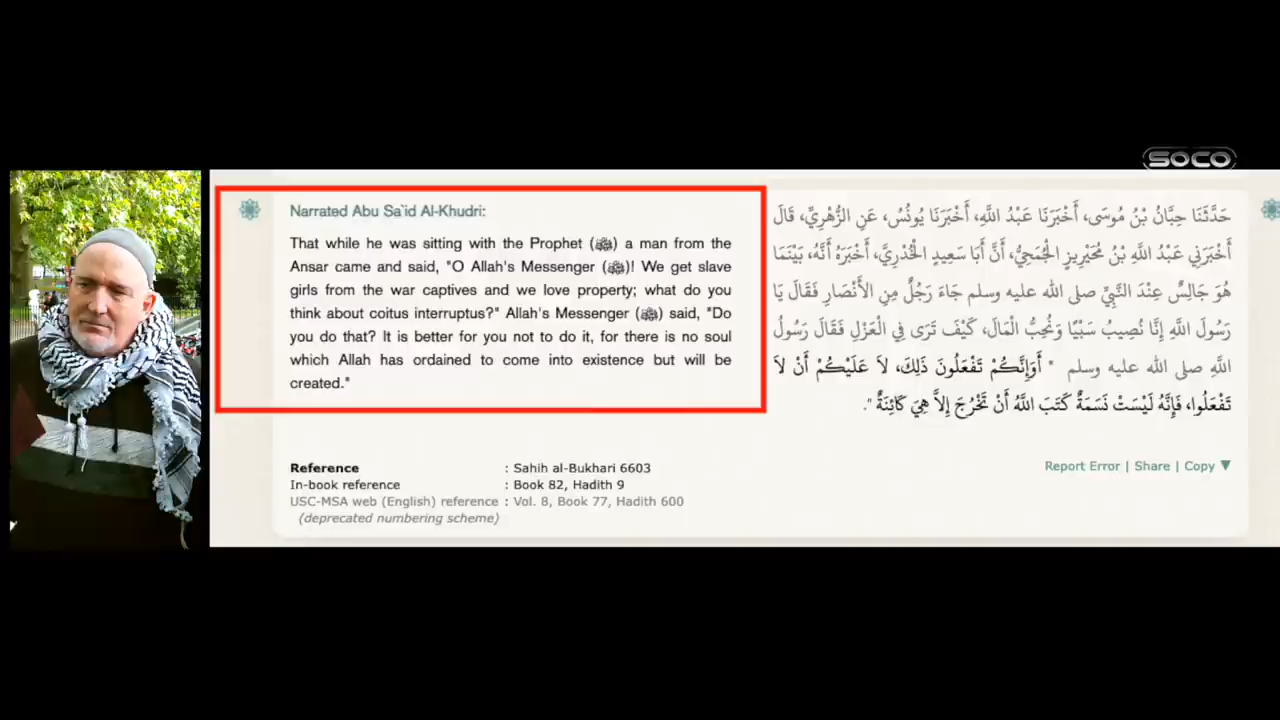 SOCO
Narrated Abu Sa`id Al-Khudri:
That while he was sitting with the Prophet (ﷺ) a man from the
Ansar came and said, "O Allah's Messenger (ﷺ)! We get slave
girls from the war captives and we love property; what do you
think about coitus interruptus?" Allah's Messenger (ﷺ) said, "Do
you do that? It is better for you not to do it, for there is no soul
which Allah has ordained to come into existence but will be
created."
حَدَّثَنَا حِبَّانُ بْنُ مُوسَى، أَخْبَرَنَا عَبْدُ اللَّهِ، أَخْبَرَنَا يُونُسُ، عَنِ الزُّهْرِيِّ، قَالَ
أَخْبَرَنِي عَبْدُ اللَّهِ بْنُ مُحَيْرِيزٍ الْجُمَحِيُّ، أَنَّ أَبَا سَعِيدٍ الْخُدْرِيَّ، أَخْبَرَهُ أَنَّهُ، بَيْنَمَا
هُوَ جَالِسٌ عِنْدَ النَّبِيِّ صلى الله عليه وسلم جَاءَ رَجُلٌ مِنَ الأَنْصَارِ فَقَالَ يَا
رَسُولَ اللَّهِ إِنَّا نُصِيبُ سَبْيًا وَنُحِبُّ الْمَالَ، كَيْفَ تَرَى فِي الْعَزْلِ فَقَالَ رَسُولُ
اللَّهِ صلى الله عليه وسلم " أَوَإِنَّكُمْ تَفْعَلُونَ ذَلِكَ، لاَ عَلَيْكُمْ أَنْ لاَ
تَفْعَلُوا، فَإِنَّهُ لَيْسَتْ نَسَمَةٌ كَتَبَ اللَّهُ أَنْ تَخْرُجَ إِلاَّ هِيَ كَائِنَةٌ ".
Reference : Sahih al-Bukhari 6603
In-book reference : Book 82, Hadith 9
USC-MSA web (English) reference : Vol. 8, Book 77, Hadith 600
(deprecated numbering scheme)
Report Error | Share | Copy ▼